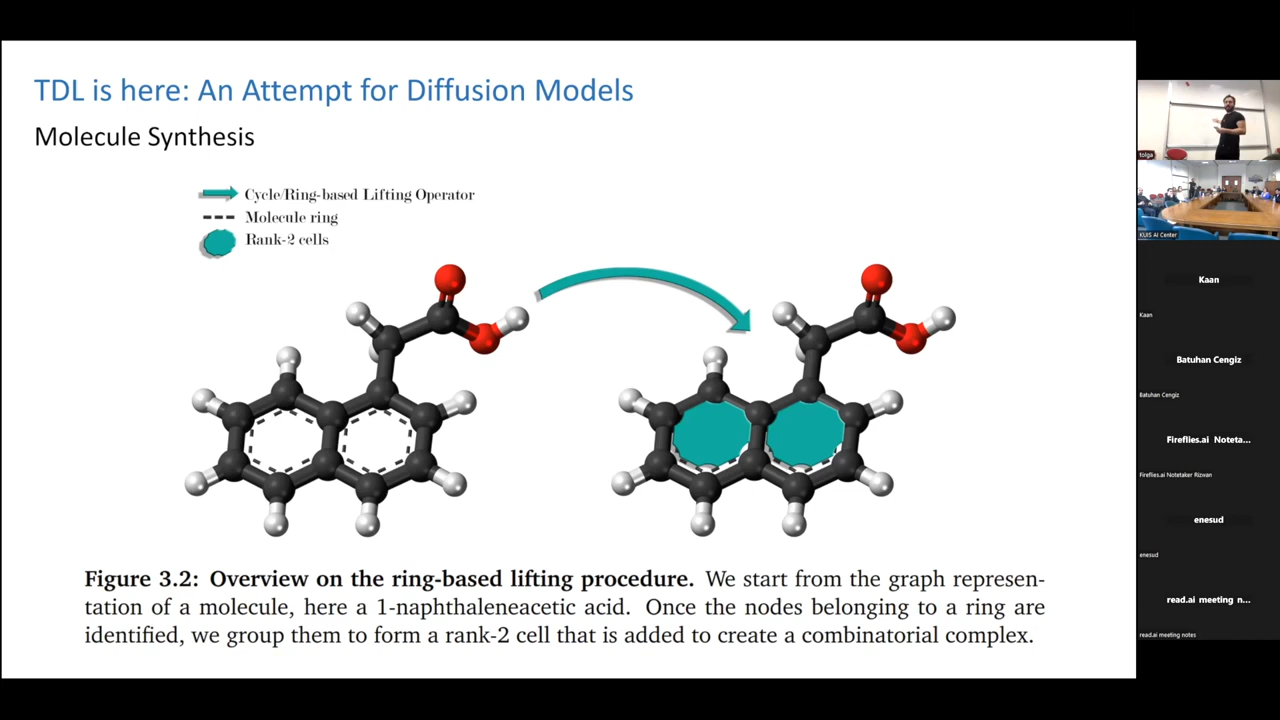 TDL is here: An Attempt for Diffusion Models
Molecule Synthesis
Cycle/Ring-based Lifting Operator
Molecule ring
Rank-2 cells
Figure 3.2: Overview on the ring-based lifting procedure. We start from the graph represen-
tation of a molecule, here a 1-naphthaleneacetic acid. Once the nodes belonging to a ring are
identified, we group them to form a rank-2 cell that is added to create a combinatorial complex.
tolga
KUIS AI Center
Kaan
Kaan
Batuhan Cengiz
Batuhan Cengiz
Fireflies.ai Noteta...
Fireflies.ai Notetaker Rizwan
enesud
enesud
read.ai meeting n...
read.ai meeting notes